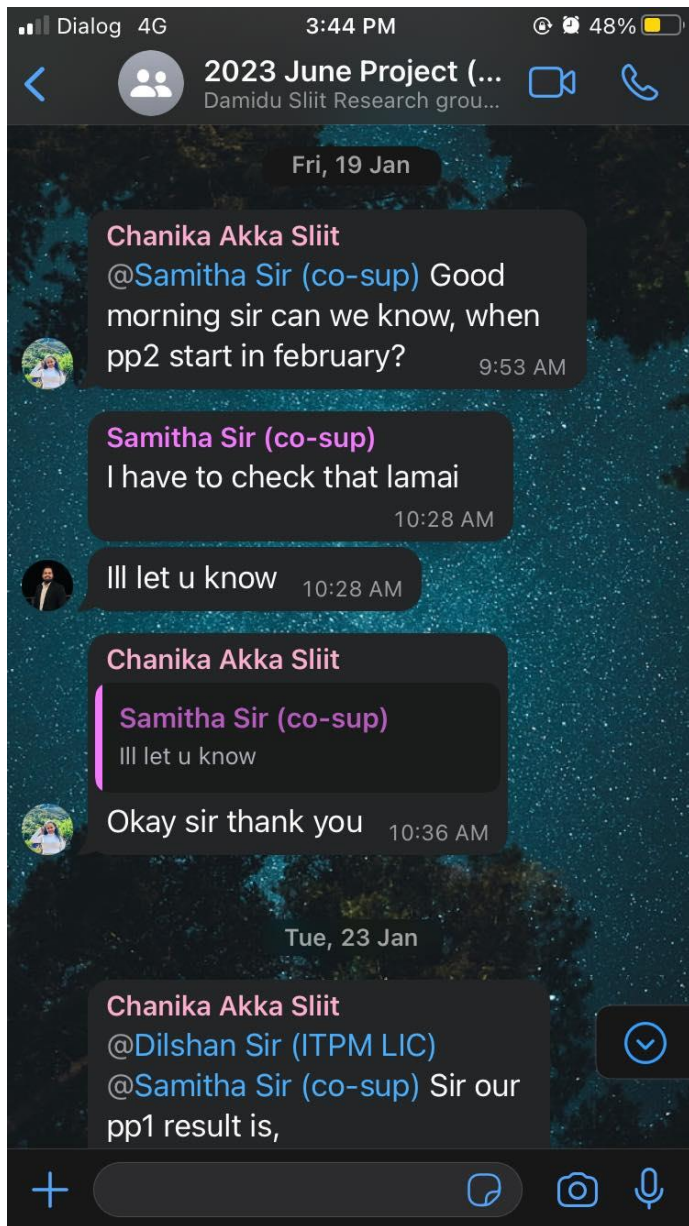 Dialog 4G 3:44 PM 48%
2023 June Project (...
Damidu Sliit Research grou...
Fri, 19 Jan
Chanika Akka Sliit
@Samitha Sir (co-sup) Good
morning sir can we know, when
pp2 start in february? 9:53 AM
Samitha Sir (co-sup)
I have to check that lamai
10:28 AM
Ill let u know 10:28 AM
Chanika Akka Sliit
Samitha Sir (co-sup)
Ill let u know
Okay sir thank you 10:36 AM
Tue, 23 Jan
Chanika Akka Sliit
@Dilshan Sir (ITPM LIC)
@Samitha Sir (co-sup) Sir our
pp1 result is,